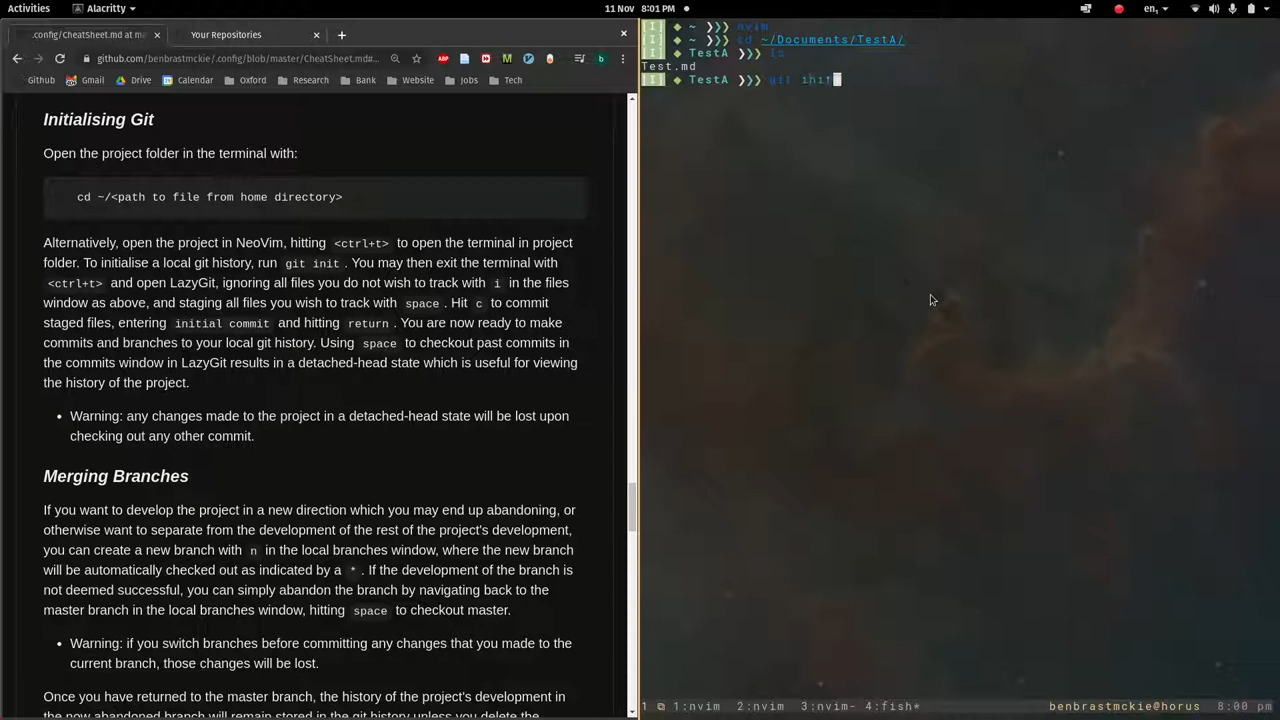 Activities
Alacritty
11 Nov 8:01 PM
en₁
.config/CheatSheet.md at m
Your Repositories
github.com/benbrastmckie/.config/blob/master/CheatSheet.md...
Github
Gmail
Drive
Calendar
Oxford
Research
Bank
Jobs
Tech
Initialising Git
Open the project folder in the terminal with:
cd ~/<path to file from home directory>
Alternatively, open the project in NeoVim, hitting <ctrl+t> to open the terminal in project
folder. To initialise a local git history, run git init. You may then exit the terminal with
<ctrl+t> and open LazyGit, ignoring all files you do not wish to track with i in the files
window as above, and staging all files you wish to track with space. Hit c to commit
staged files, entering initial commit and hitting return. You are now ready to make
commits and branches to your local git history. Using space to checkout past commits in
the commits window in LazyGit results in a detached-head state which is useful for viewing
the history of the project.
• Warning: any changes made to the project in a detached-head state will be lost upon
checking out any other commit.
Merging Branches
If you want to develop the project in a new direction which you may end up abandoning, or
otherwise want to separate from the development of the rest of the project's development,
you can create a new branch with n in the local branches window, where the new branch
will be automatically checked out as indicated by a *. If the development of the branch is
not deemed successful, you can simply abandon the branch by navigating back to the
master branch in the local branches window, hitting space to checkout master.
• Warning: if you switch branches before committing any changes that you made to the
current branch, those changes will be lost.
Once you have returned to the master branch, the history of the project's development in
the now abandoned branch will remain stored in the git history unless you delete the
[I] ◆ ~ ❯❯❯ nvim
[I] ◆ ~ ❯❯❯ cd ~/Documents/TestA/
[I] ◆ TestA ❯❯❯ ls
Test.md
[I] ◆ TestA ❯❯❯ git init
1 1:nvim 2:nvim 3:nvim- 4:fish* benbrastmckie@horus 8:00 pm